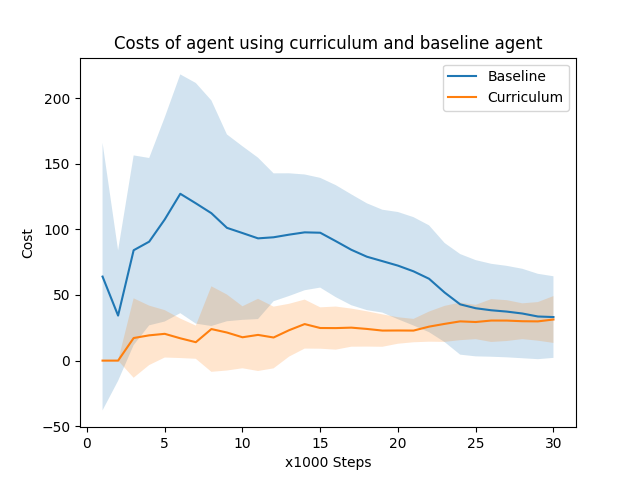 Costs of agent using curriculum and baseline agent
Baseline
Curriculum
200
150
100
50
0
−50
Cost
0 5 10 15 20 25 30
x1000 Steps